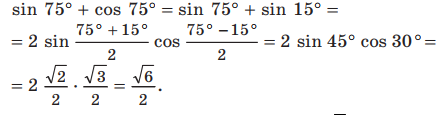 sin 75° + cos 75° = sin 75° + sin 15° =
= 2 sin (75° + 15°)/2 cos (75° − 15°)/2 = 2 sin 45° cos 30° =
= 2 √2/2 · √3/2 = √6/2.